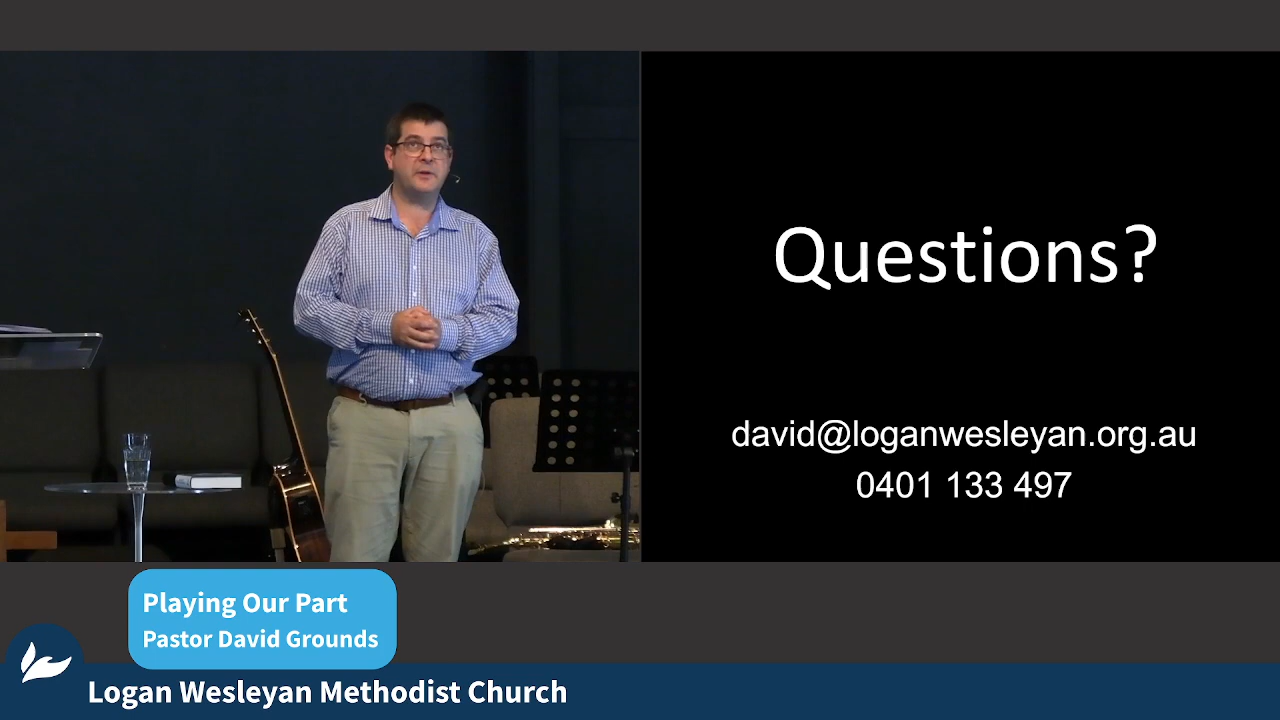 Questions?
david@loganwesleyan.org.au
0401 133 497
Playing Our Part
Pastor David Grounds
Logan Wesleyan Methodist Church